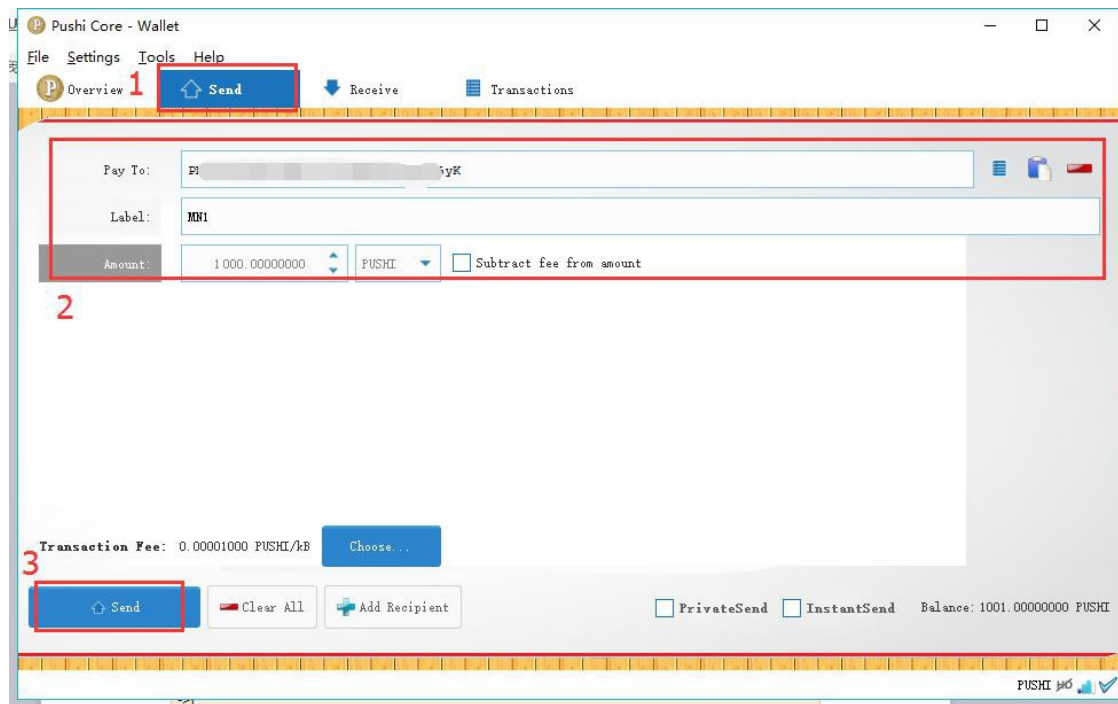 Pushi Core - Wallet
File Settings Tools Help
Overview 1 Send Receive Transactions
Pay To: 5yK
Label: MN1
Amount: 1000.00000000 PUSHI Subtract fee from amount
2
Transaction Fee: 0.00001000 PUSHI/kB Choose...
3
Send Clear All Add Recipient PrivateSend InstantSend Balance: 1001.00000000 PUSHI
PUSHI